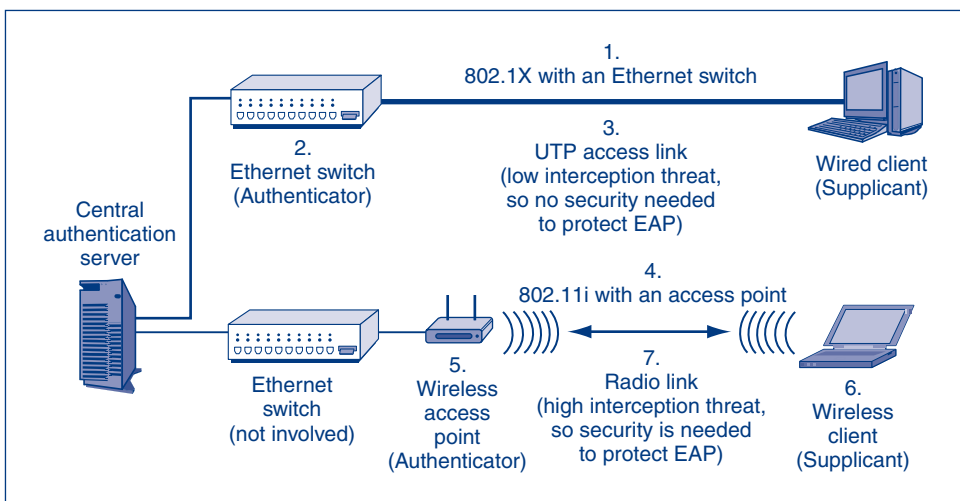 1.
802.1X with an Ethernet switch
2.
Ethernet switch
(Authenticator)
3.
UTP access link
(low interception threat,
so no security needed
to protect EAP)
Wired client
(Supplicant)
Central
authentication
server
4.
802.11i with an access point
Ethernet
switch
(not involved)
5.
Wireless
access
point
(Authenticator)
7.
Radio link
(high interception threat,
so security is needed
to protect EAP)
6.
Wireless
client
(Supplicant)